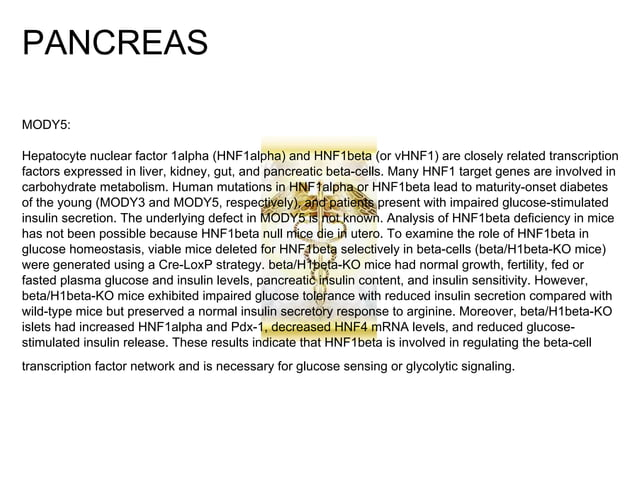 PANCREAS
MODY5:
Hepatocyte nuclear factor 1alpha (HNF1alpha) and HNF1beta (or vHNF1) are closely related transcription
factors expressed in liver, kidney, gut, and pancreatic beta-cells. Many HNF1 target genes are involved in
carbohydrate metabolism. Human mutations in HNF1alpha or HNF1beta lead to maturity-onset diabetes
of the young (MODY3 and MODY5, respectively), and patients present with impaired glucose-stimulated
insulin secretion. The underlying defect in MODY5 is not known. Analysis of HNF1beta deficiency in mice
has not been possible because HNF1beta null mice die in utero. To examine the role of HNF1beta in
glucose homeostasis, viable mice deleted for HNF1beta selectively in beta-cells (beta/H1beta-KO mice)
were generated using a Cre-LoxP strategy. beta/H1beta-KO mice had normal growth, fertility, fed or
fasted plasma glucose and insulin levels, pancreatic insulin content, and insulin sensitivity. However,
beta/H1beta-KO mice exhibited impaired glucose tolerance with reduced insulin secretion compared with
wild-type mice but preserved a normal insulin secretory response to arginine. Moreover, beta/H1beta-KO
islets had increased HNF1alpha and Pdx-1, decreased HNF4 mRNA levels, and reduced glucose-
stimulated insulin release. These results indicate that HNF1beta is involved in regulating the beta-cell
transcription factor network and is necessary for glucose sensing or glycolytic signaling.